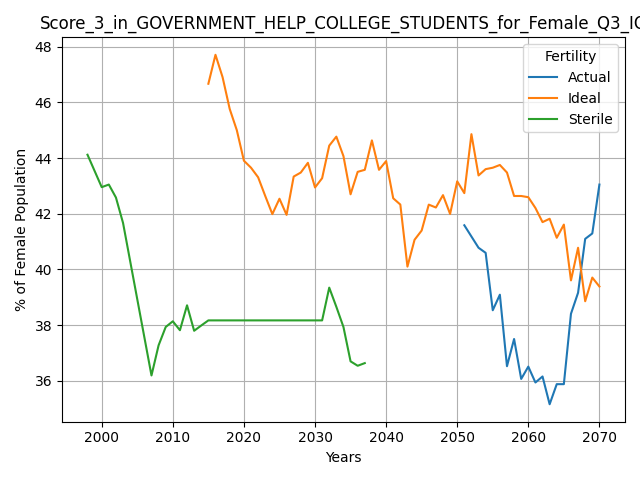 Score_3_in_GOVERNMENT_HELP_COLLEGE_STUDENTS_for_Female_Q3_IQ
Fertility
Actual
Ideal
Sterile
% of Female Population
48
46
44
42
40
38
36
2000 2010 2020 2030 2040 2050 2060 2070
Years